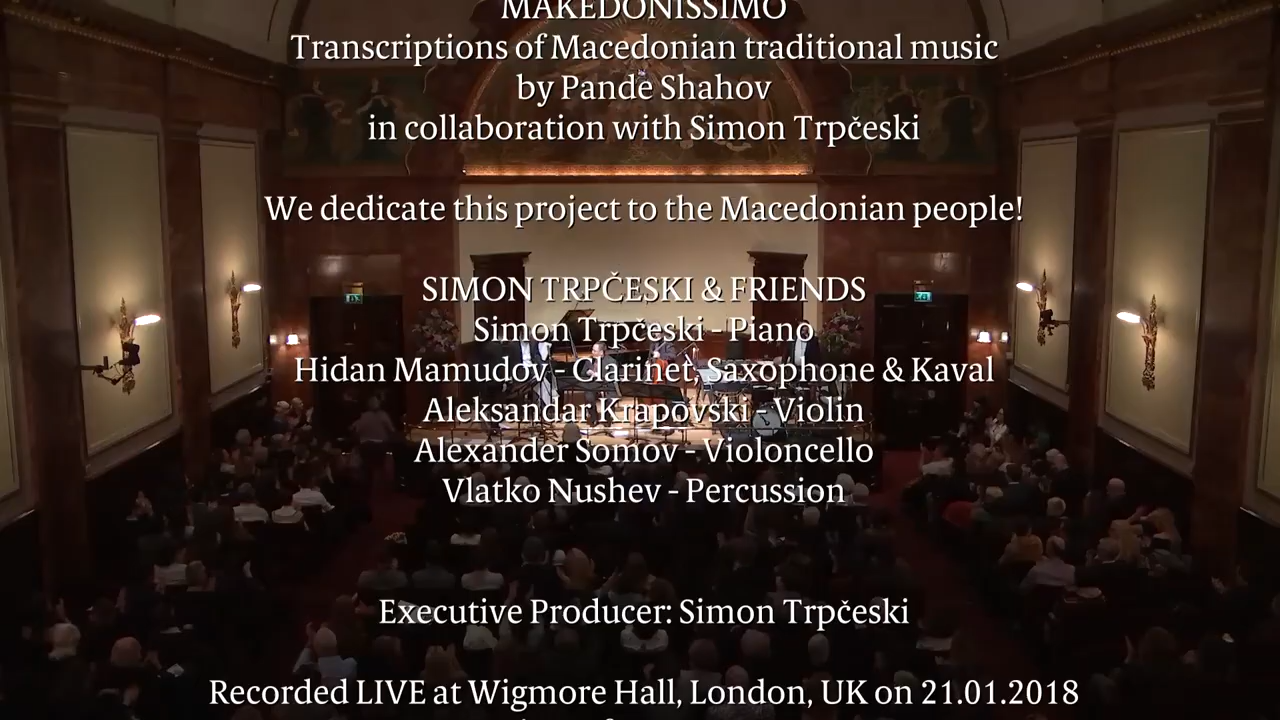 MAKEDONISSIMO
Transcriptions of Macedonian traditional music
by Pande Shahov
in collaboration with Simon Trpčeski
We dedicate this project to the Macedonian people!
SIMON TRPČESKI & FRIENDS
Simon Trpčeski - Piano
Hidan Mamudov - Clarinet, Saxophone & Kaval
Aleksandar Krapovski - Violin
Alexander Somov - Violoncello
Vlatko Nushev - Percussion
Executive Producer: Simon Trpčeski
Recorded LIVE at Wigmore Hall, London, UK on 21.01.2018